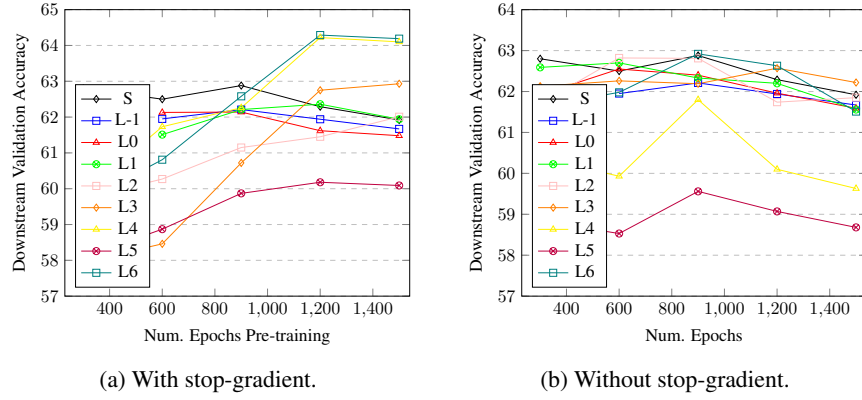 65
64
63
62
61
60
59
58
57
400
600
800
1,000
1,200
1,400
Num. Epochs Pre-training
Downstream Validation Accuracy
S
L-1
L0
L1
L2
L3
L4
L5
L6
(a) With stop-gradient.
64
63
62
61
60
59
58
57
400
600
800
1,000
1,200
1,400
Num. Epochs
Downstream Validation Accuracy
S
L-1
L0
L1
L2
L3
L4
L5
L6
(b) Without stop-gradient.